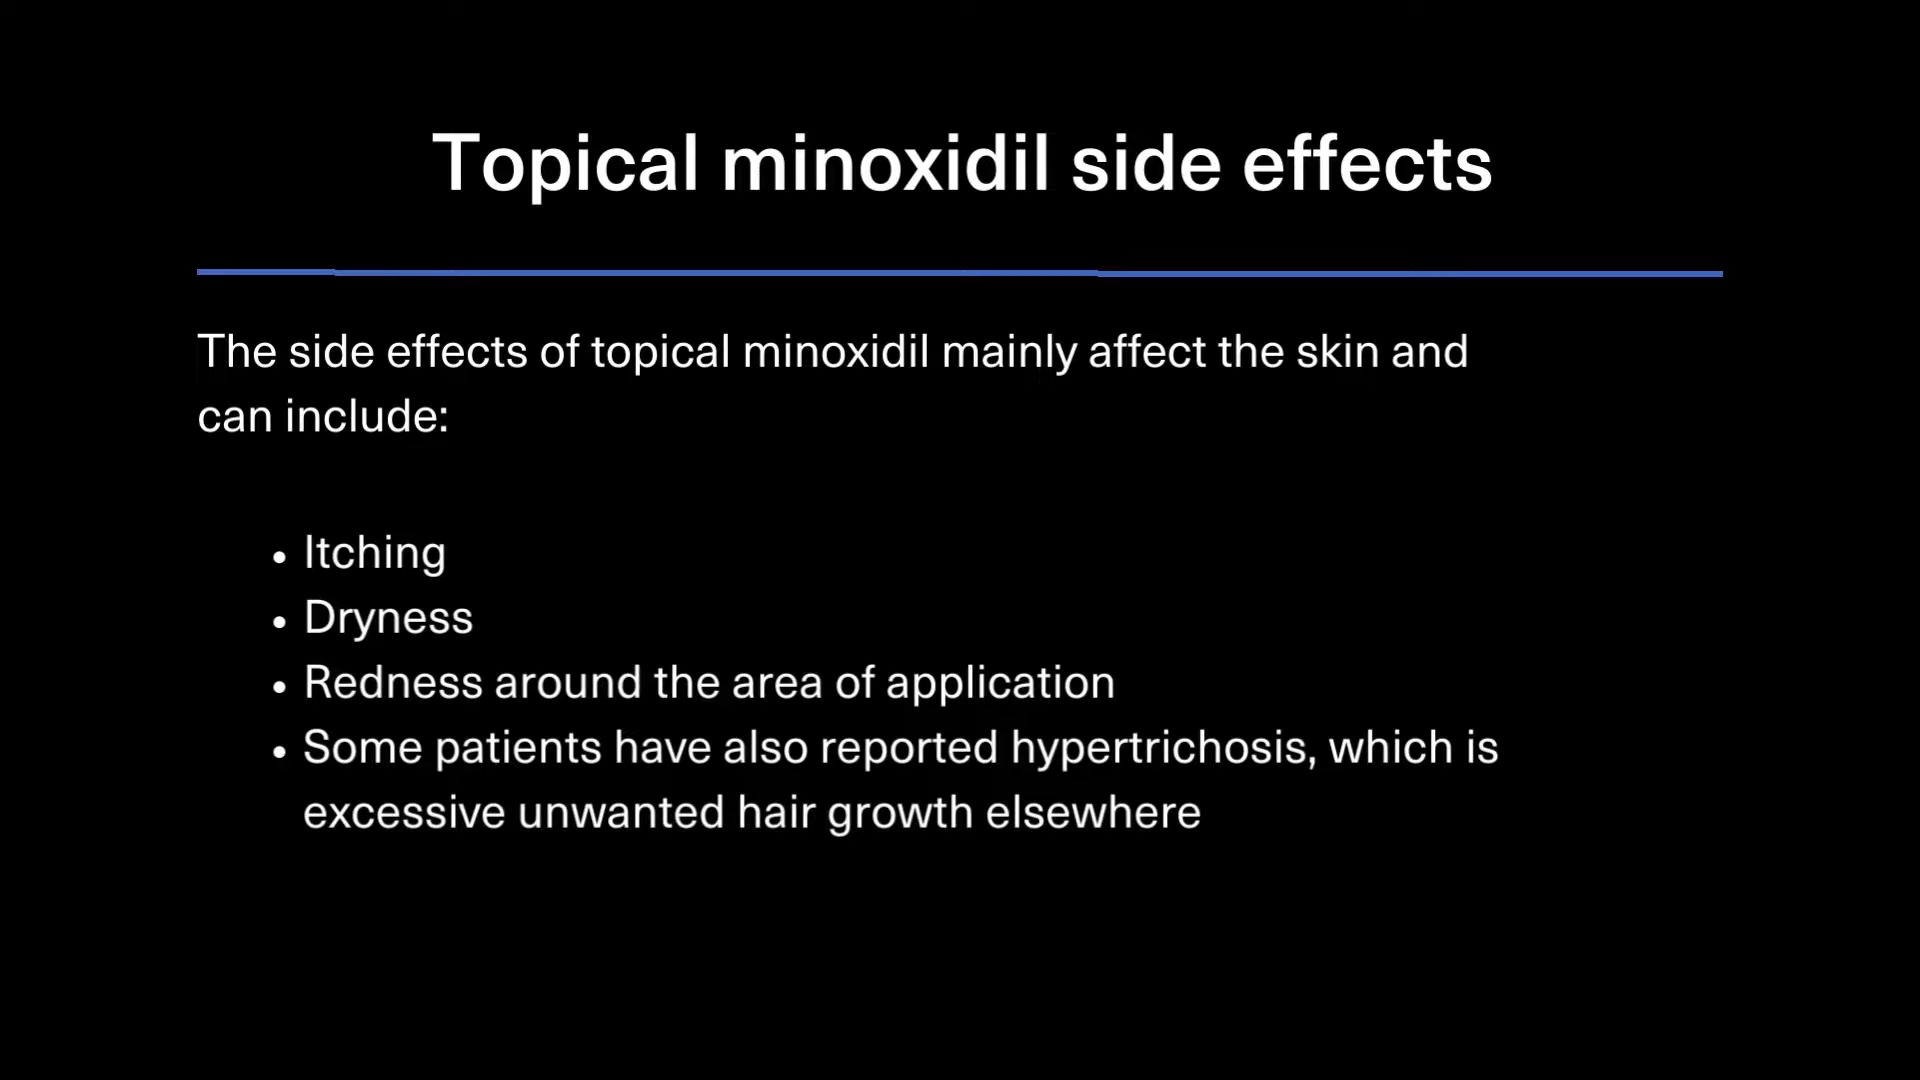 Topical minoxidil side effects
The side effects of topical minoxidil mainly affect the skin and
can include:
• Itching
• Dryness
• Redness around the area of application
• Some patients have also reported hypertrichosis, which is
excessive unwanted hair growth elsewhere